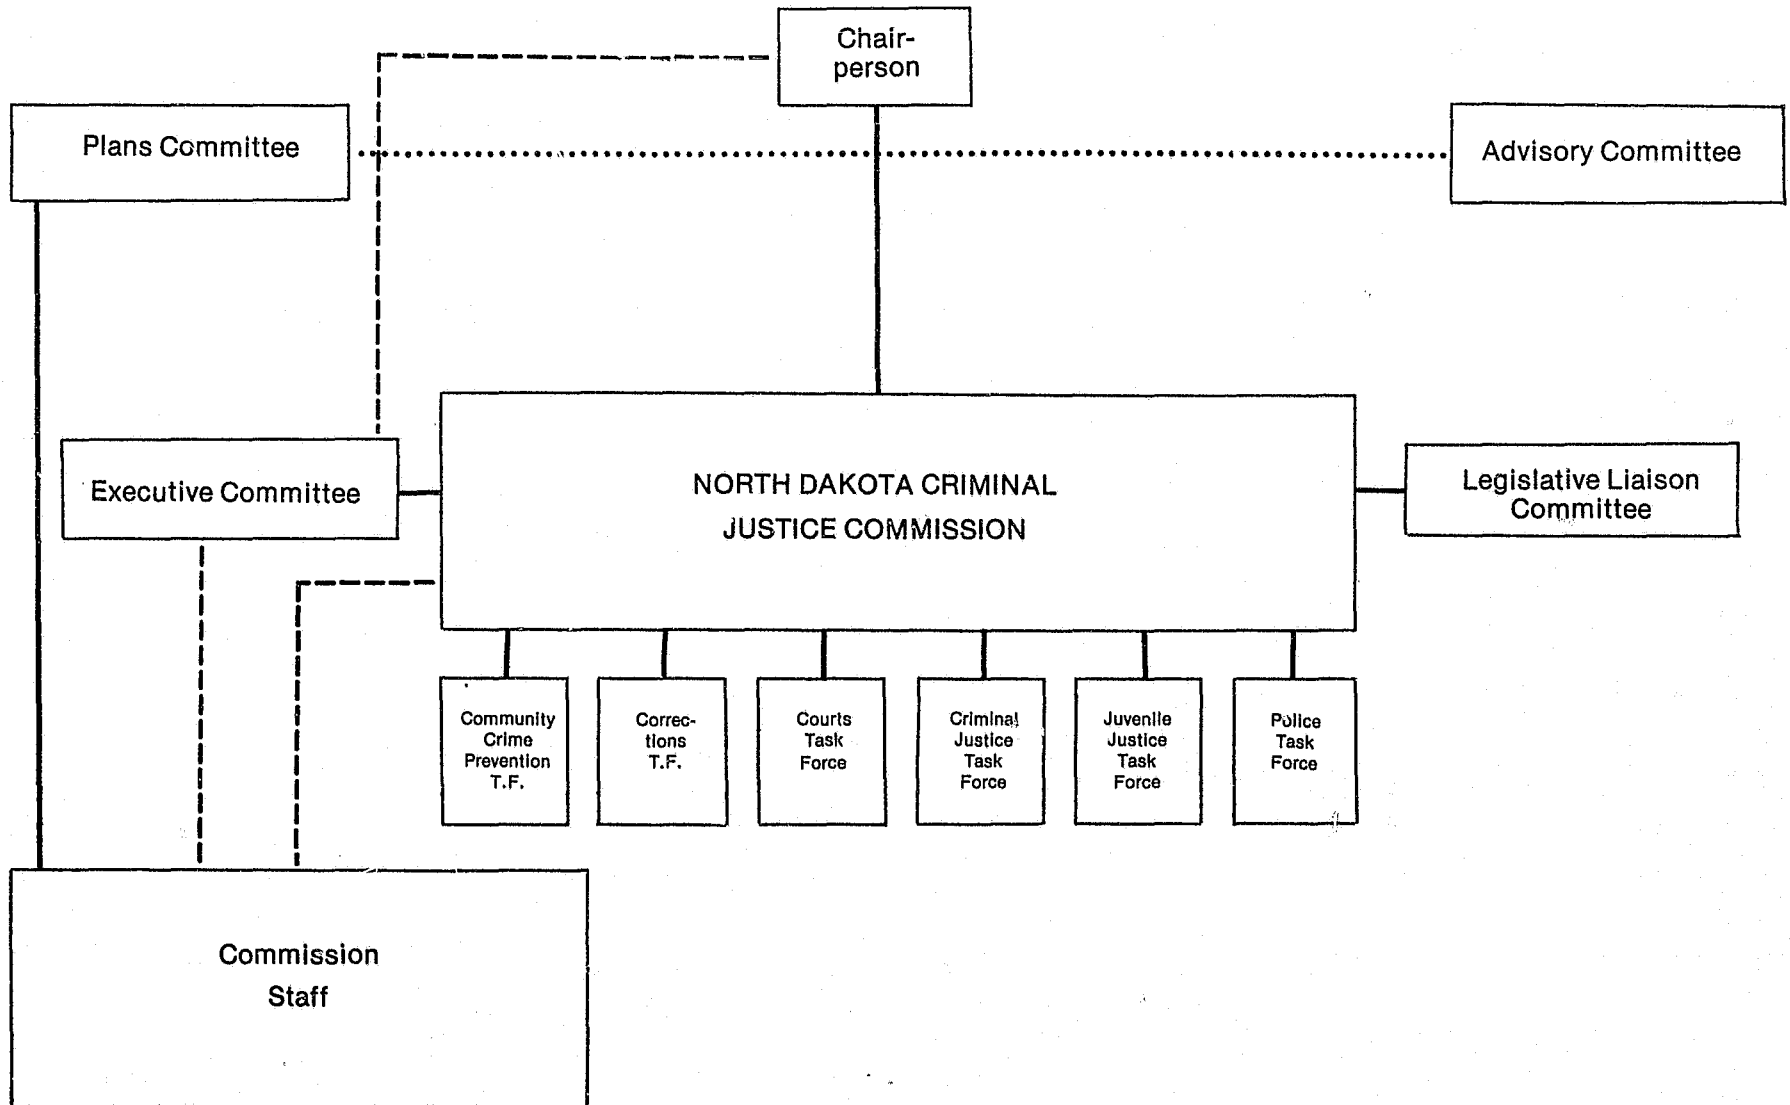 Chair-
person
Plans Committee
Advisory Committee
Executive Committee
NORTH DAKOTA CRIMINAL
JUSTICE COMMISSION
Legislative Liaison
Committee
Community
Crime
Prevention
T.F.
Correc-
tions
T.F.
Courts
Task
Force
Criminal
Justice
Task
Force
Juvenile
Justice
Task
Force
Police
Task
Force
Commission
Staff